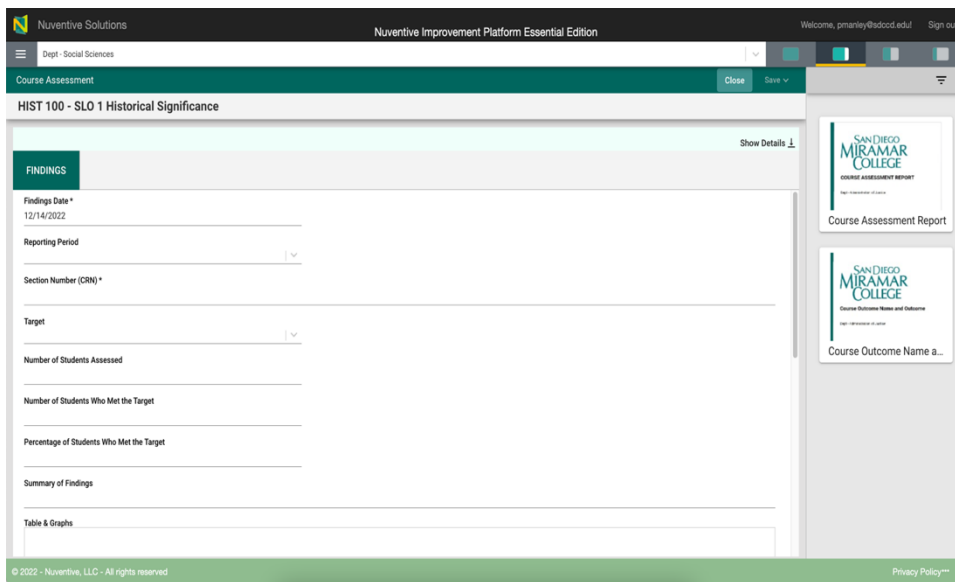 Nuventive Solutions
Nuventive Improvement Platform Essential Edition
Welcome, pmanley@sdccd.edu!
Sign ou
Dept - Social Sciences
Course Assessment
Close
Save
HIST 100 - SLO 1 Historical Significance
Show Details
FINDINGS
Findings Date *
12/14/2022
Reporting Period
Section Number (CRN) *
Target
Number of Students Assessed
Number of Students Who Met the Target
Percentage of Students Who Met the Target
Summary of Findings
Table & Graphs
SAN DIEGO
MIRAMAR
COLLEGE
COURSE ASSESSMENT REPORT
Course Assessment Report
SAN DIEGO
MIRAMAR
COLLEGE
Course Outcome Name and Outcome
Course Outcome Name a...
© 2022 - Nuventive, LLC - All rights reserved
Privacy Policy***